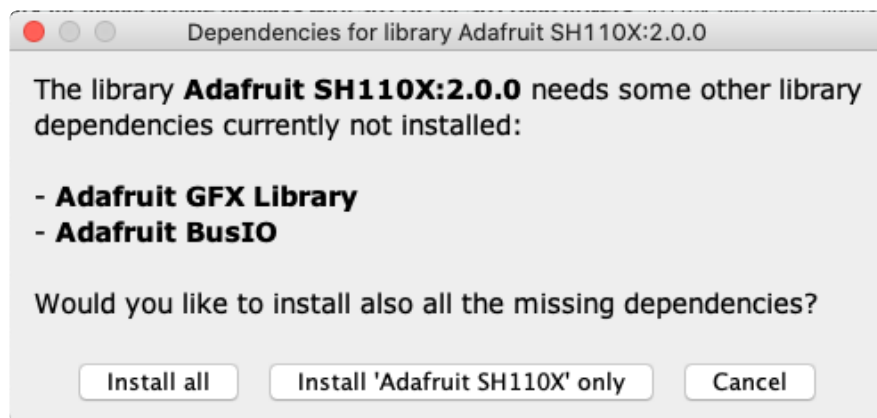 Dependencies for library Adafruit SH110X:2.0.0
The library Adafruit SH110X:2.0.0 needs some other library
dependencies currently not installed:
- Adafruit GFX Library
- Adafruit BusIO
Would you like to install also all the missing dependencies?
Install all
Install 'Adafruit SH110X' only
Cancel